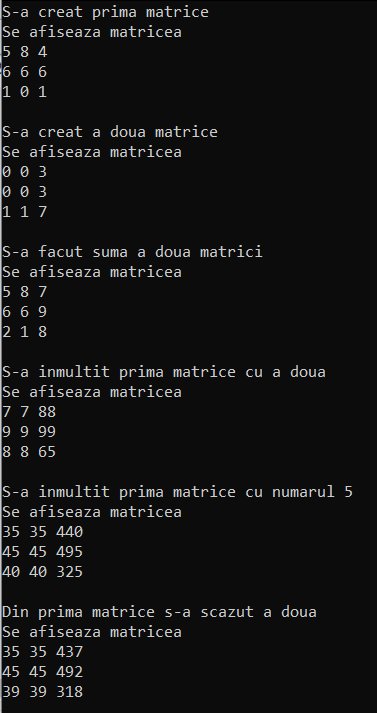 S-a creat prima matrice
Se afiseaza matricea
5 8 4
6 6 6
1 0 1
S-a creat a doua matrice
Se afiseaza matricea
0 0 3
0 0 3
1 1 7
S-a facut suma a doua matrici
Se afiseaza matricea
5 8 7
6 6 9
2 1 8
S-a inmultit prima matrice cu a doua
Se afiseaza matricea
7 7 88
9 9 99
8 8 65
S-a inmultit prima matrice cu numarul 5
Se afiseaza matricea
35 35 440
45 45 495
40 40 325
Din prima matrice s-a scazut a doua
Se afiseaza matricea
35 35 437
45 45 492
39 39 318